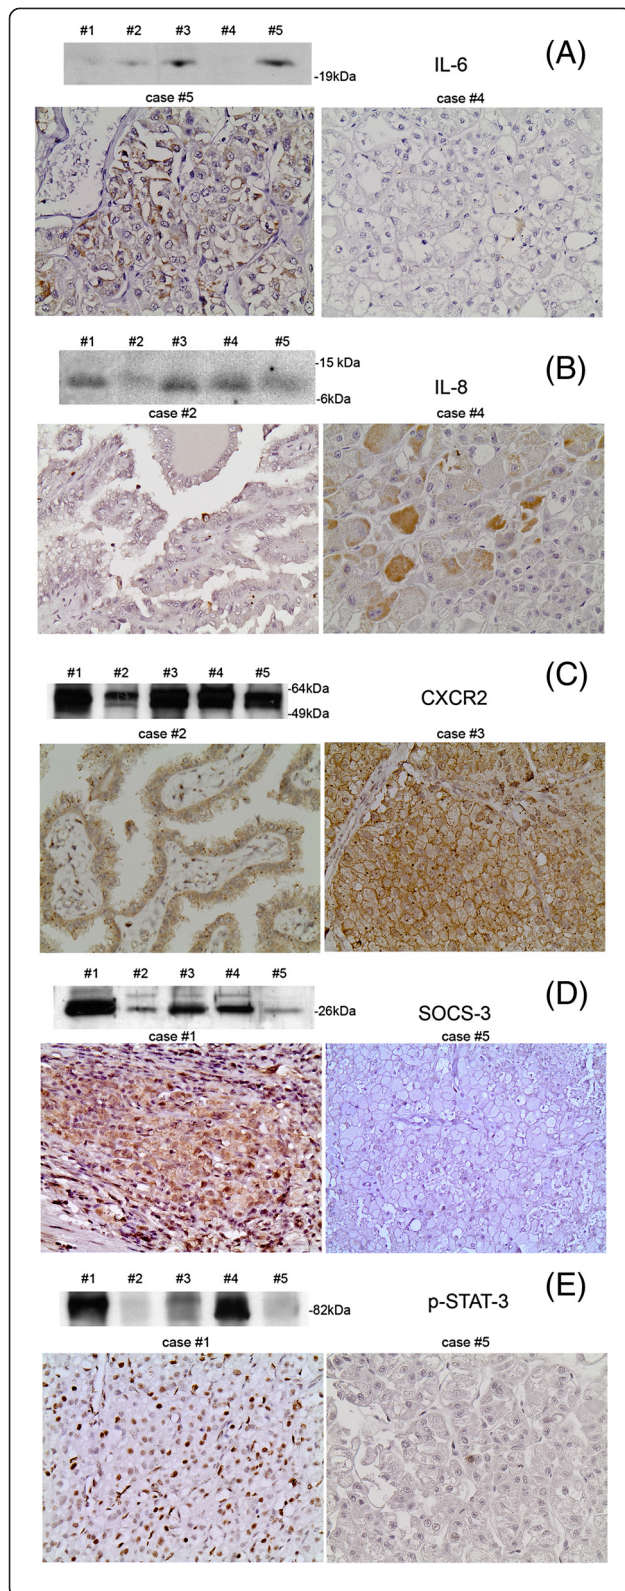 #1 #2 #3 #4 #5
(A)
IL-6
-19kDa
case #5 case #4
#1 #2 #3 #4 #5
(B)
-15 kDa
IL-8
-6kDa
case #2 case #4
(C)
#1 #2 #3 #4 #5
-64kDa
CXCR2
-49kDa
case #2 case #3
#1 #2 #3 #4 #5
(D)
-26kDa
SOCS-3
case #1 case #5
#1 #2 #3 #4 #5
(E)
-82kDa
p-STAT-3
case #1 case #5